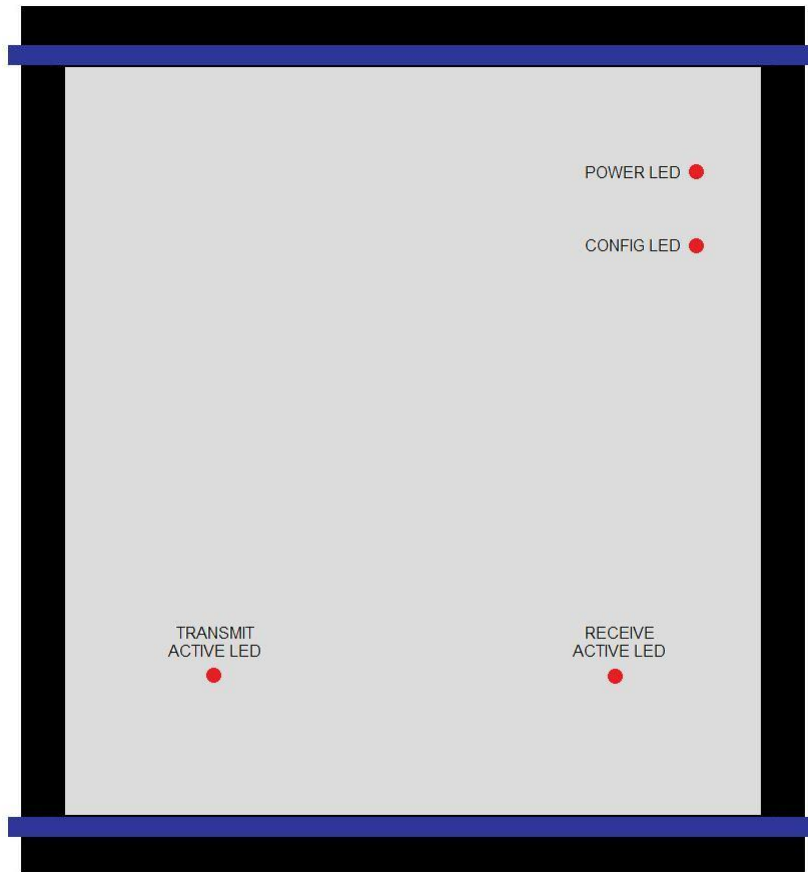 POWER LED
CONFIG LED
TRANSMIT
ACTIVE LED
RECEIVE
ACTIVE LED